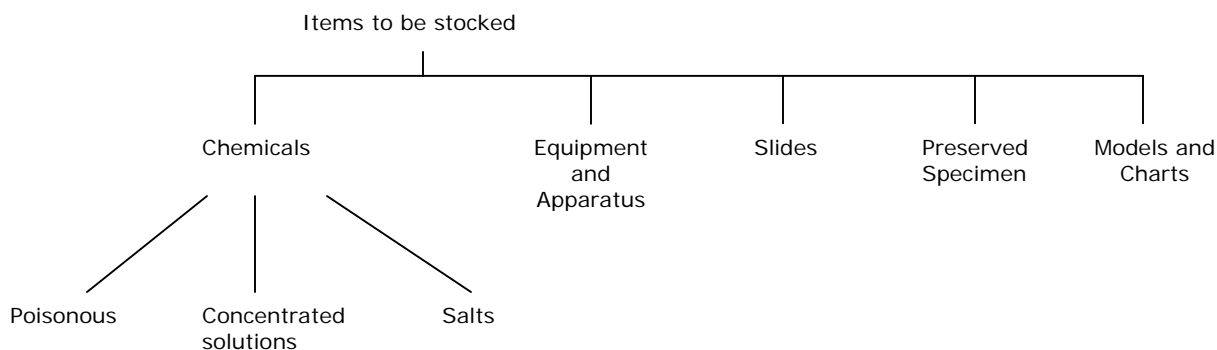 Items to be stocked
Chemicals
Equipment
and
Apparatus
Slides
Preserved
Specimen
Models and
Charts
Poisonous
Concentrated
solutions
Salts